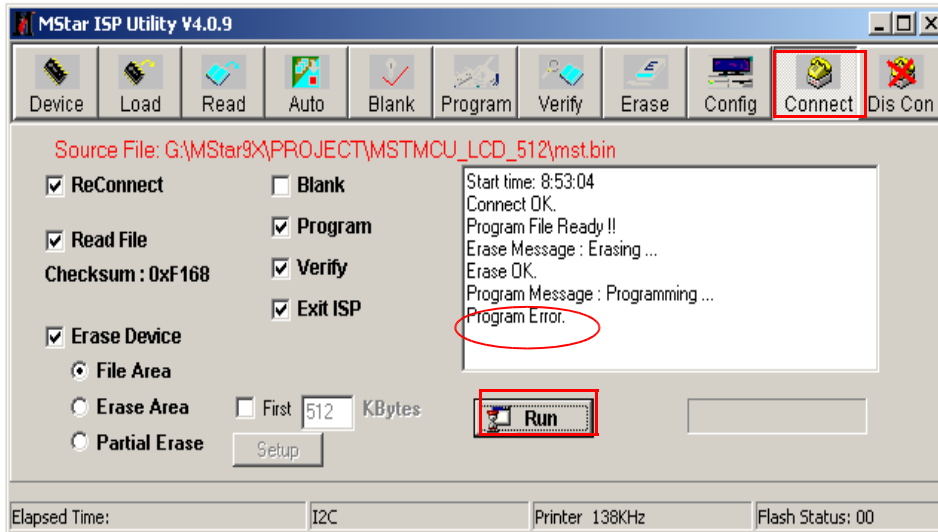 MStar ISP Utility V4.0.9
Device Load Read Auto Blank Program Verify Erase Config Connect Dis Con
Source File: G:\MStar9X\PROJECT\MSTMCU_LCD_512\mst.bin
ReConnect
Read File
Checksum : 0xF168
Erase Device
File Area
Erase Area
Partial Erase
Blank
Program
Verify
Exit ISP
First 512 KBytes
Setup
Start time: 8:53:04
Connect OK.
Program File Ready !!
Erase Message : Erasing ...
Erase OK.
Program Message : Programming ...
Program Error.
Run
Elapsed Time: I2C Printer 138KHz Flash Status: 00